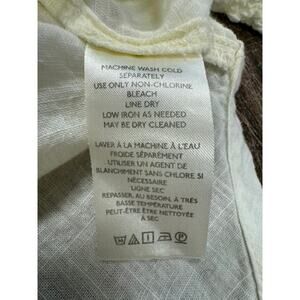 MACHINE WASH COLD
SEPARATELY
USE ONLY NON-CHLORINE
BLEACH
LINE DRY
LOW IRON AS NEEDED
MAY BE DRY CLEANED
LAVER À LA MACHINE À L'EAU
FROIDE SÉPARÉMENT
UTILISER UN AGENT DE
BLANCHIMENT SANS CHLORE SI
NÉCESSAIRE
LIGNE SEC
REPASSER, AU BESOIN, À TRÈS
BASSE TEMPÉRATURE
PEUT-ÊTRE ÊTRE NETTOYÉE
À SEC